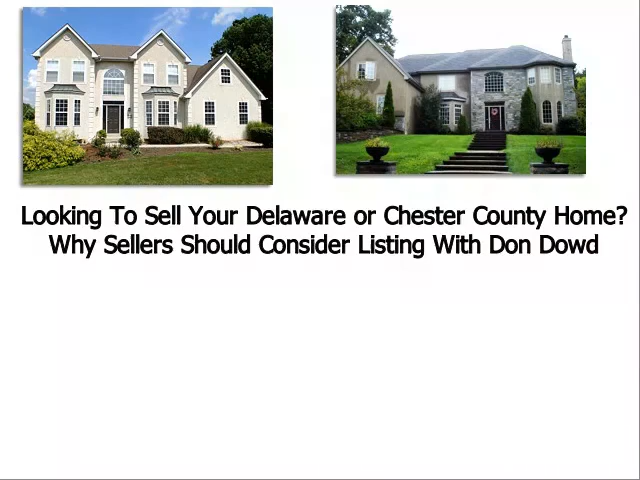 Looking To Sell Your Delaware or Chester County Home?
Why Sellers Should Consider Listing With Don Dowd